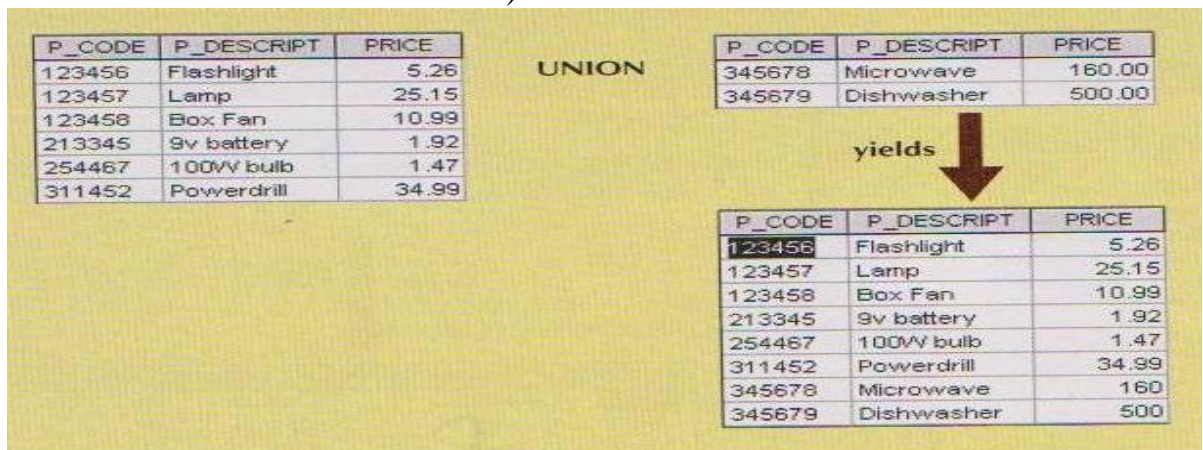 )
P_CODE P_DESCRIPT PRICE
123456 Flashlight 5.26
123457 Lamp 25.15
123458 Box Fan 10.99
213345 9v battery 1.92
254467 100W bulb 1.47
311452 Powerdrill 34.99
UNION
P_CODE P_DESCRIPT PRICE
345678 Microwave 160.00
345679 Dishwasher 500.00
yields
P_CODE P_DESCRIPT PRICE
123456 Flashlight 5.26
123457 Lamp 25.15
123458 Box Fan 10.99
213345 9v battery 1.92
254467 100W bulb 1.47
311452 Powerdrill 34.99
345678 Microwave 160
345679 Dishwasher 500